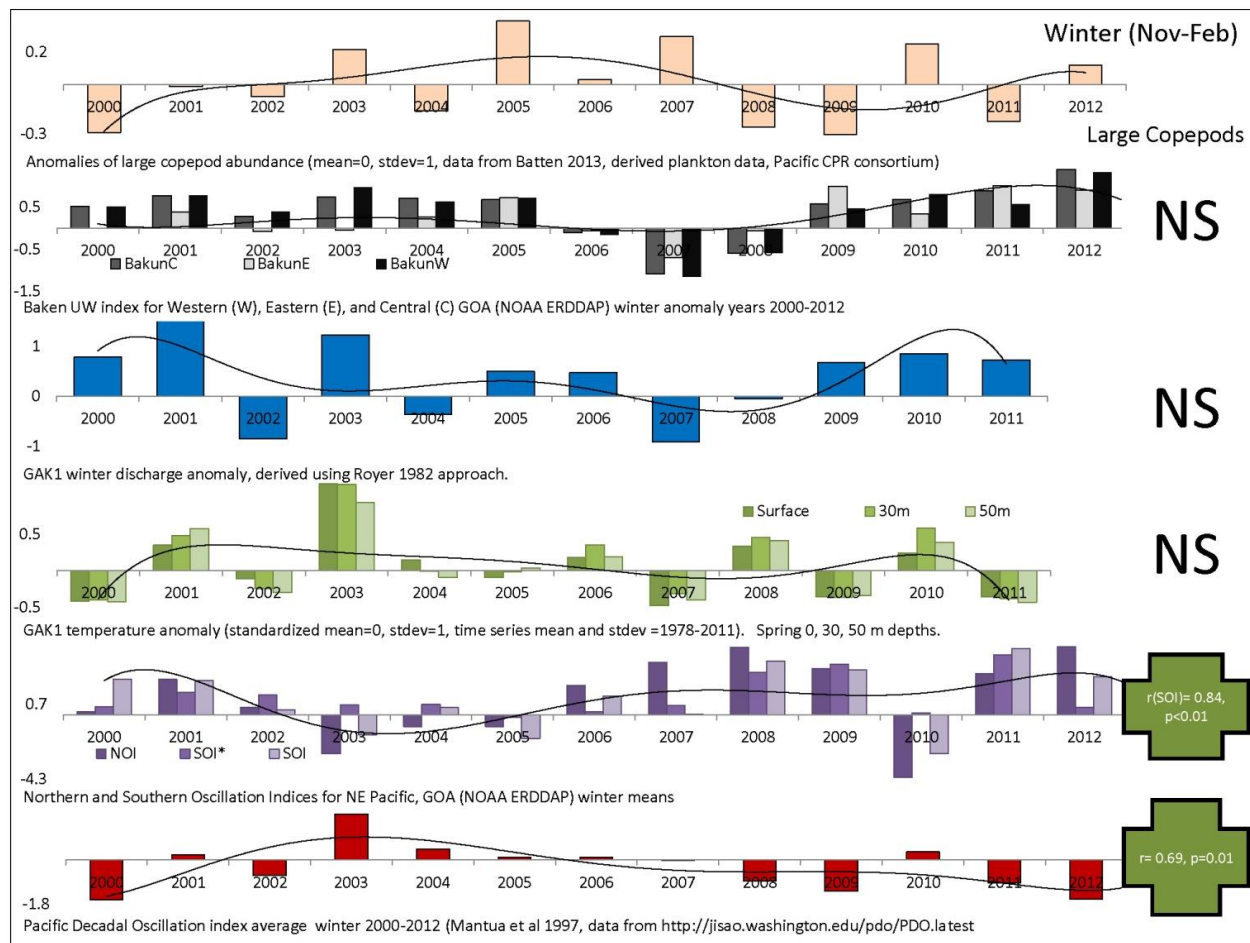 Winter (Nov-Feb)
0.2
2000 2001 2002 2003 2004 2005 2006 2007 2008 2009 2010 2011 2012
-0.3
Large Copepods
Anomalies of large copepod abundance (mean=0, stdev=1, data from Batten 2013, derived plankton data, Pacific CPR consortium)
0.5
NS
2000 2001 2002 2003 2004 2005 2006 2007 2008 2009 2010 2011 2012
-0.5
BakunC BakunE BakunW
-1.5
Baken UW index for Western (W), Eastern (E), and Central (C) GOA (NOAA ERDDAP) winter anomaly years 2000-2012
1
0
2000 2001 2002 2003 2004 2005 2006 2007 2008 2009 2010 2011
NS
-1
GAK1 winter discharge anomaly, derived using Royer 1982 approach.
Surface 30m 50m
0.5
NS
2000 2001 2002 2003 2004 2005 2006 2007 2008 2009 2010 2011
-0.5
GAK1 temperature anomaly (standardized mean=0, stdev=1, time series mean and stdev =1978-2011). Spring 0, 30, 50 m depths.
0.7
r(SOI)= 0.84,
p<0.01
2000 2001 2002 2003 2004 2005 2006 2007 2008 2009 2010 2011 2012
NOI SOI* SOI
-4.3
Northern and Southern Oscillation Indices for NE Pacific, GOA (NOAA ERDDAP) winter means
r= 0.69, p=0.01
2000 2001 2002 2003 2004 2005 2006 2007 2008 2009 2010 2011 2012
-1.8
Pacific Decadal Oscillation index average winter 2000-2012 (Mantua et al 1997, data from http://jisao.washington.edu/pdo/PDO.latest